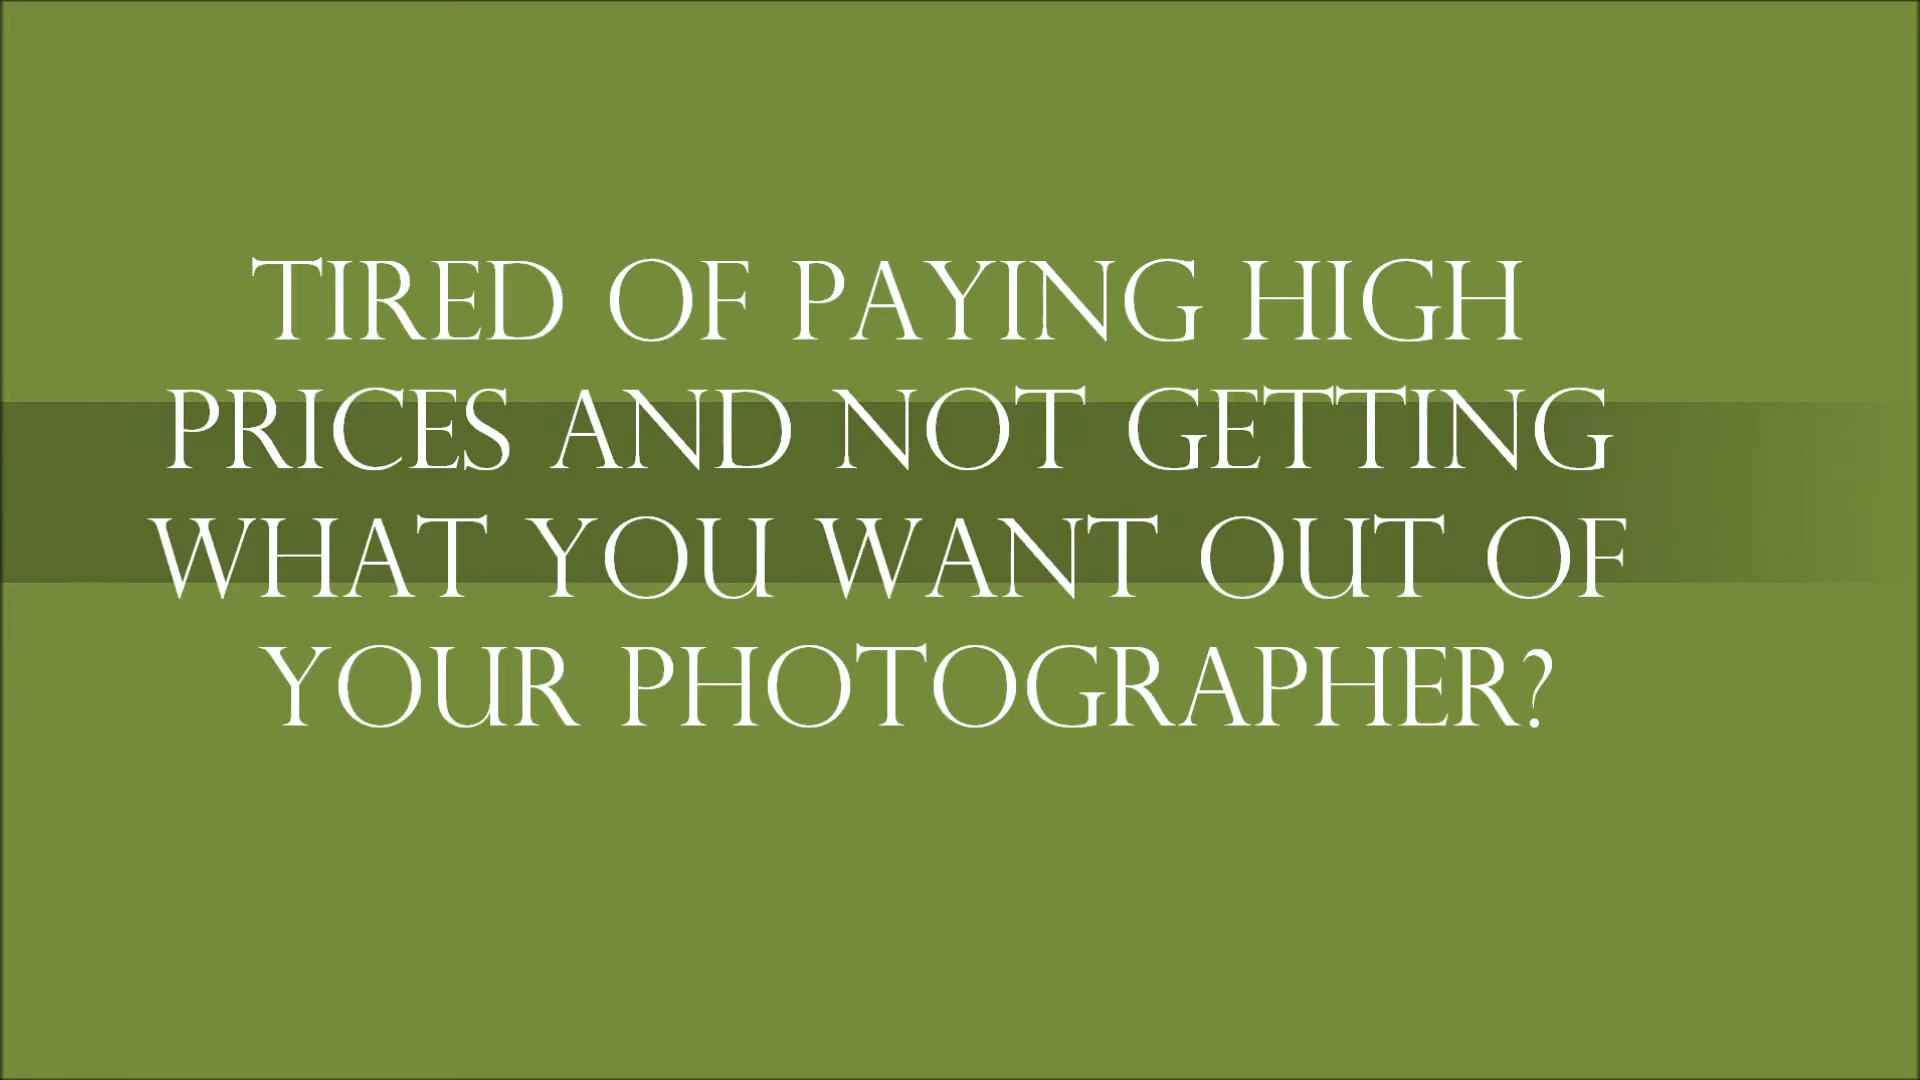 TIRED OF PAYING HIGH
PRICES AND NOT GETTING
WHAT YOU WANT OUT OF
YOUR PHOTOGRAPHER?